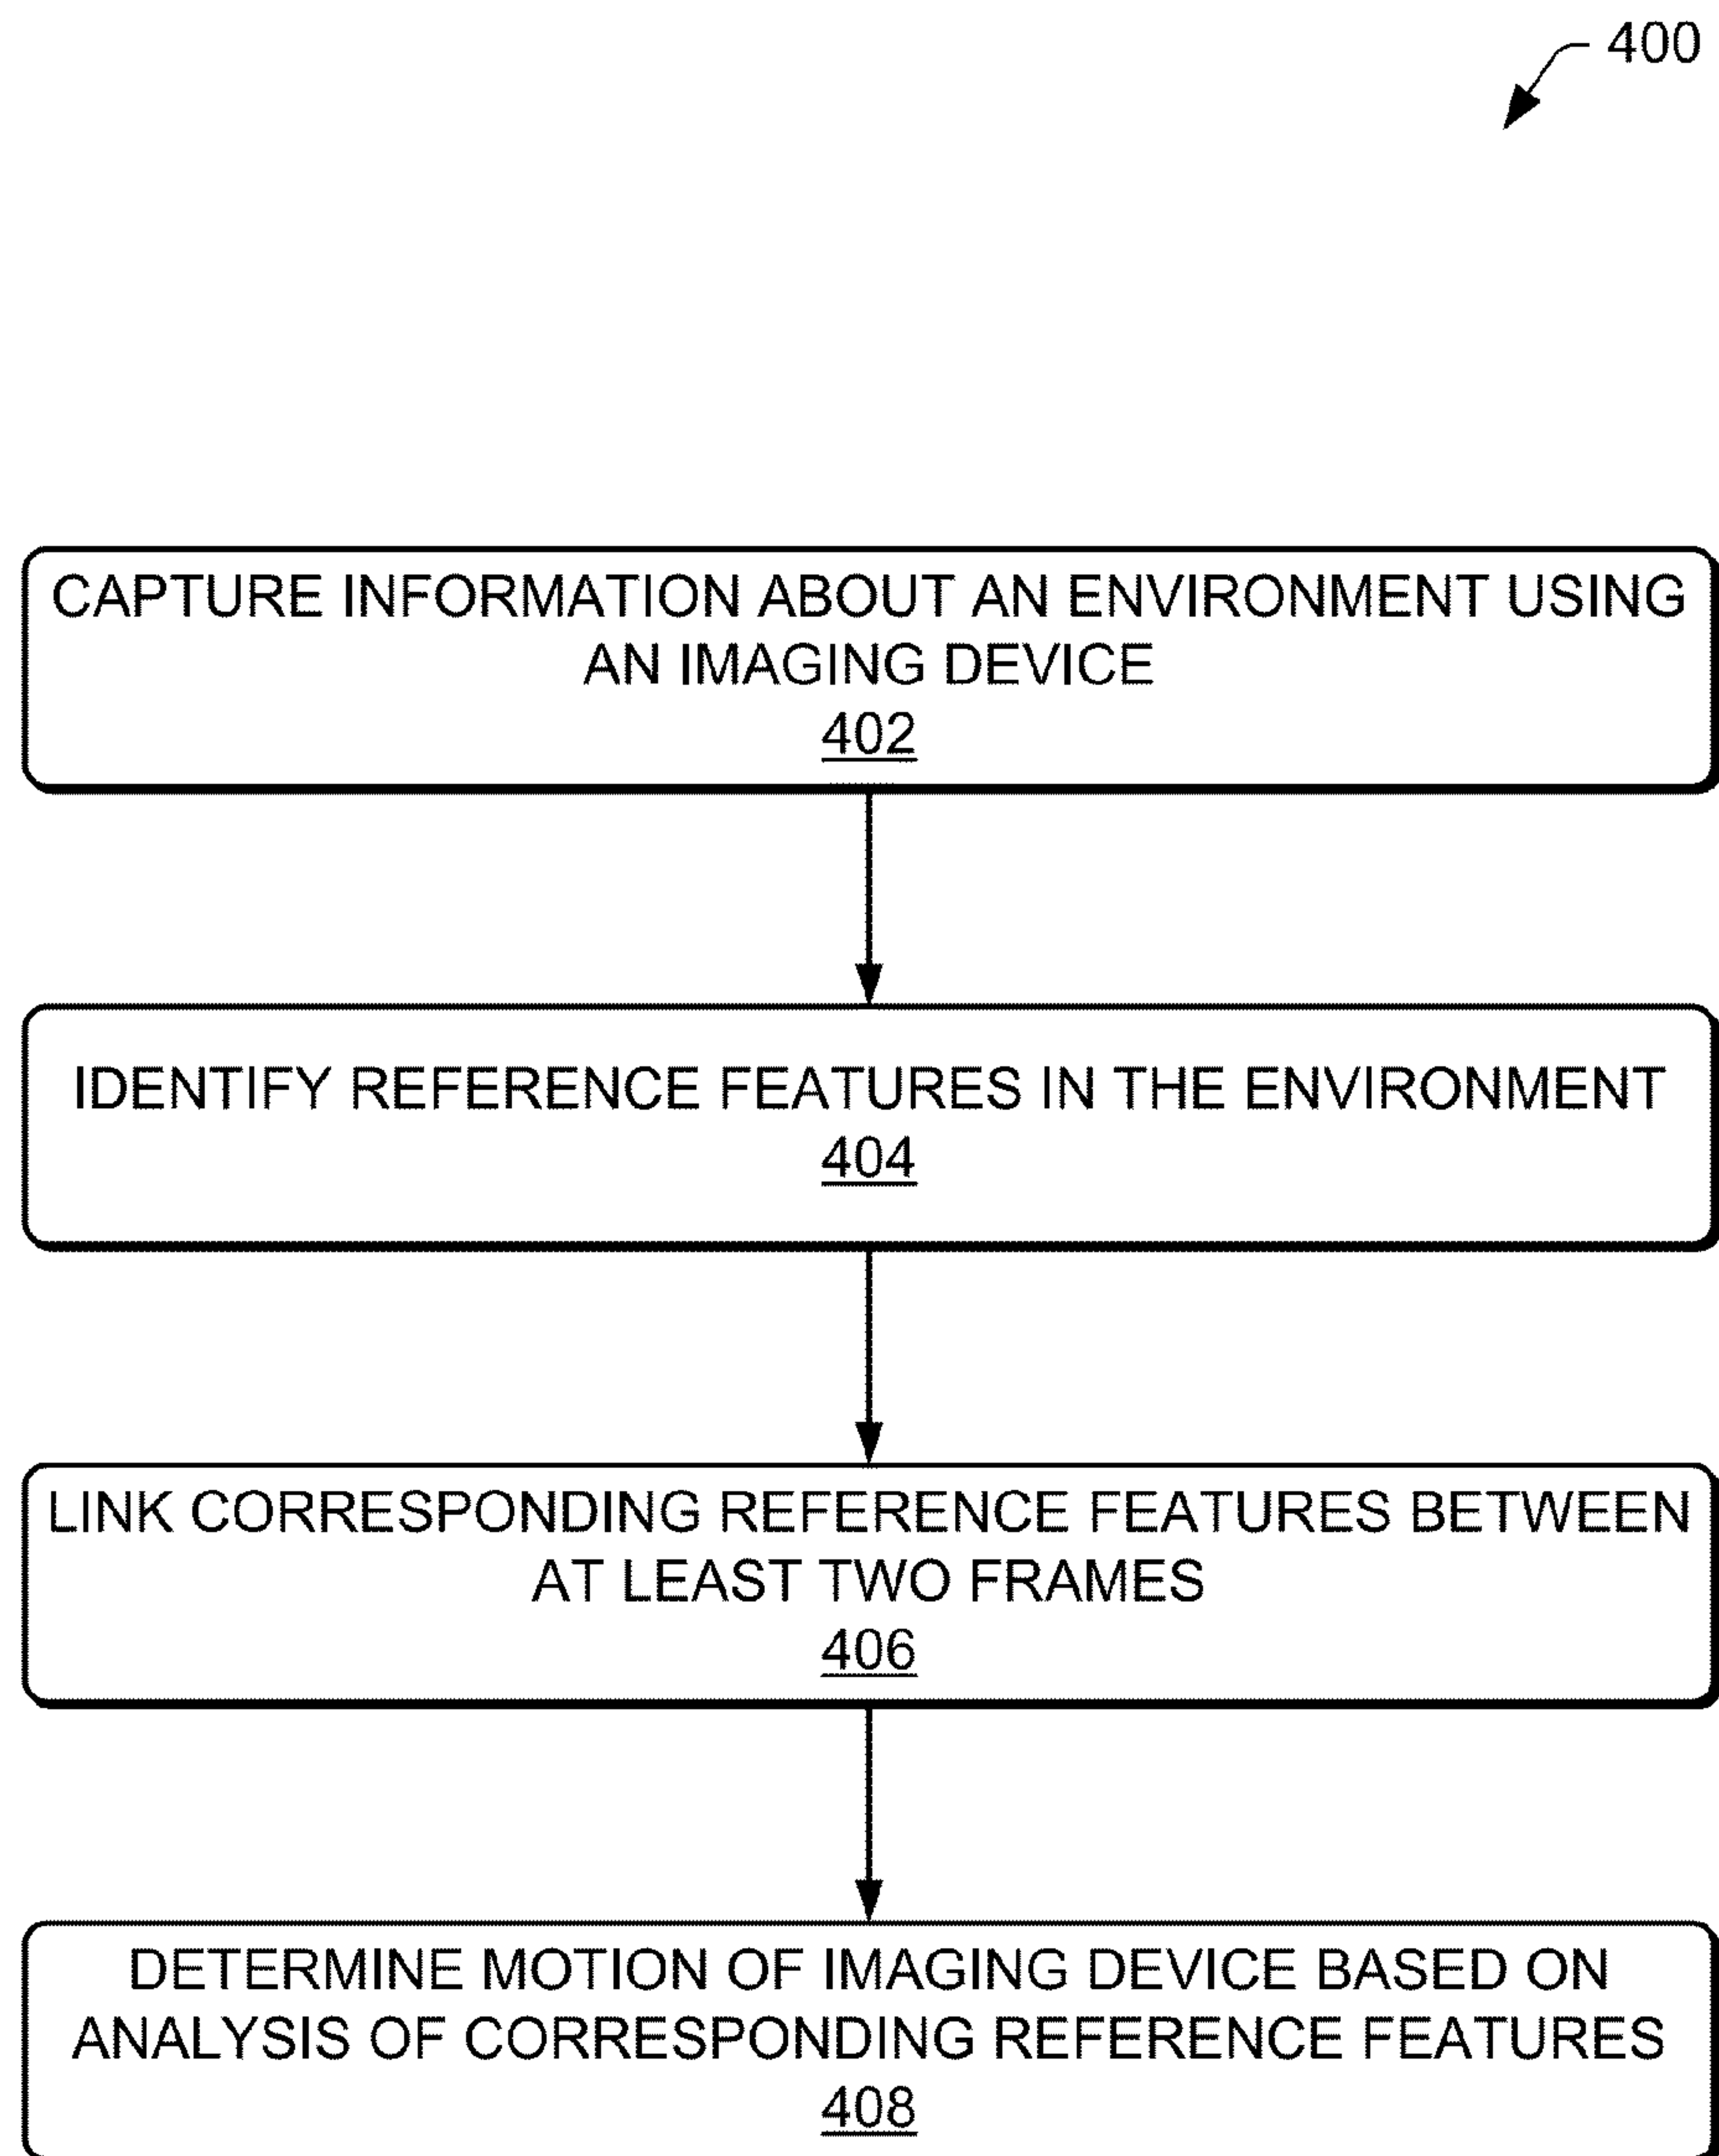 400
CAPTURE INFORMATION ABOUT AN ENVIRONMENT USING
AN IMAGING DEVICE
402
IDENTIFY REFERENCE FEATURES IN THE ENVIRONMENT
404
LINK CORRESPONDING REFERENCE FEATURES BETWEEN
AT LEAST TWO FRAMES
406
DETERMINE MOTION OF IMAGING DEVICE BASED ON
ANALYSIS OF CORRESPONDING REFERENCE FEATURES
408